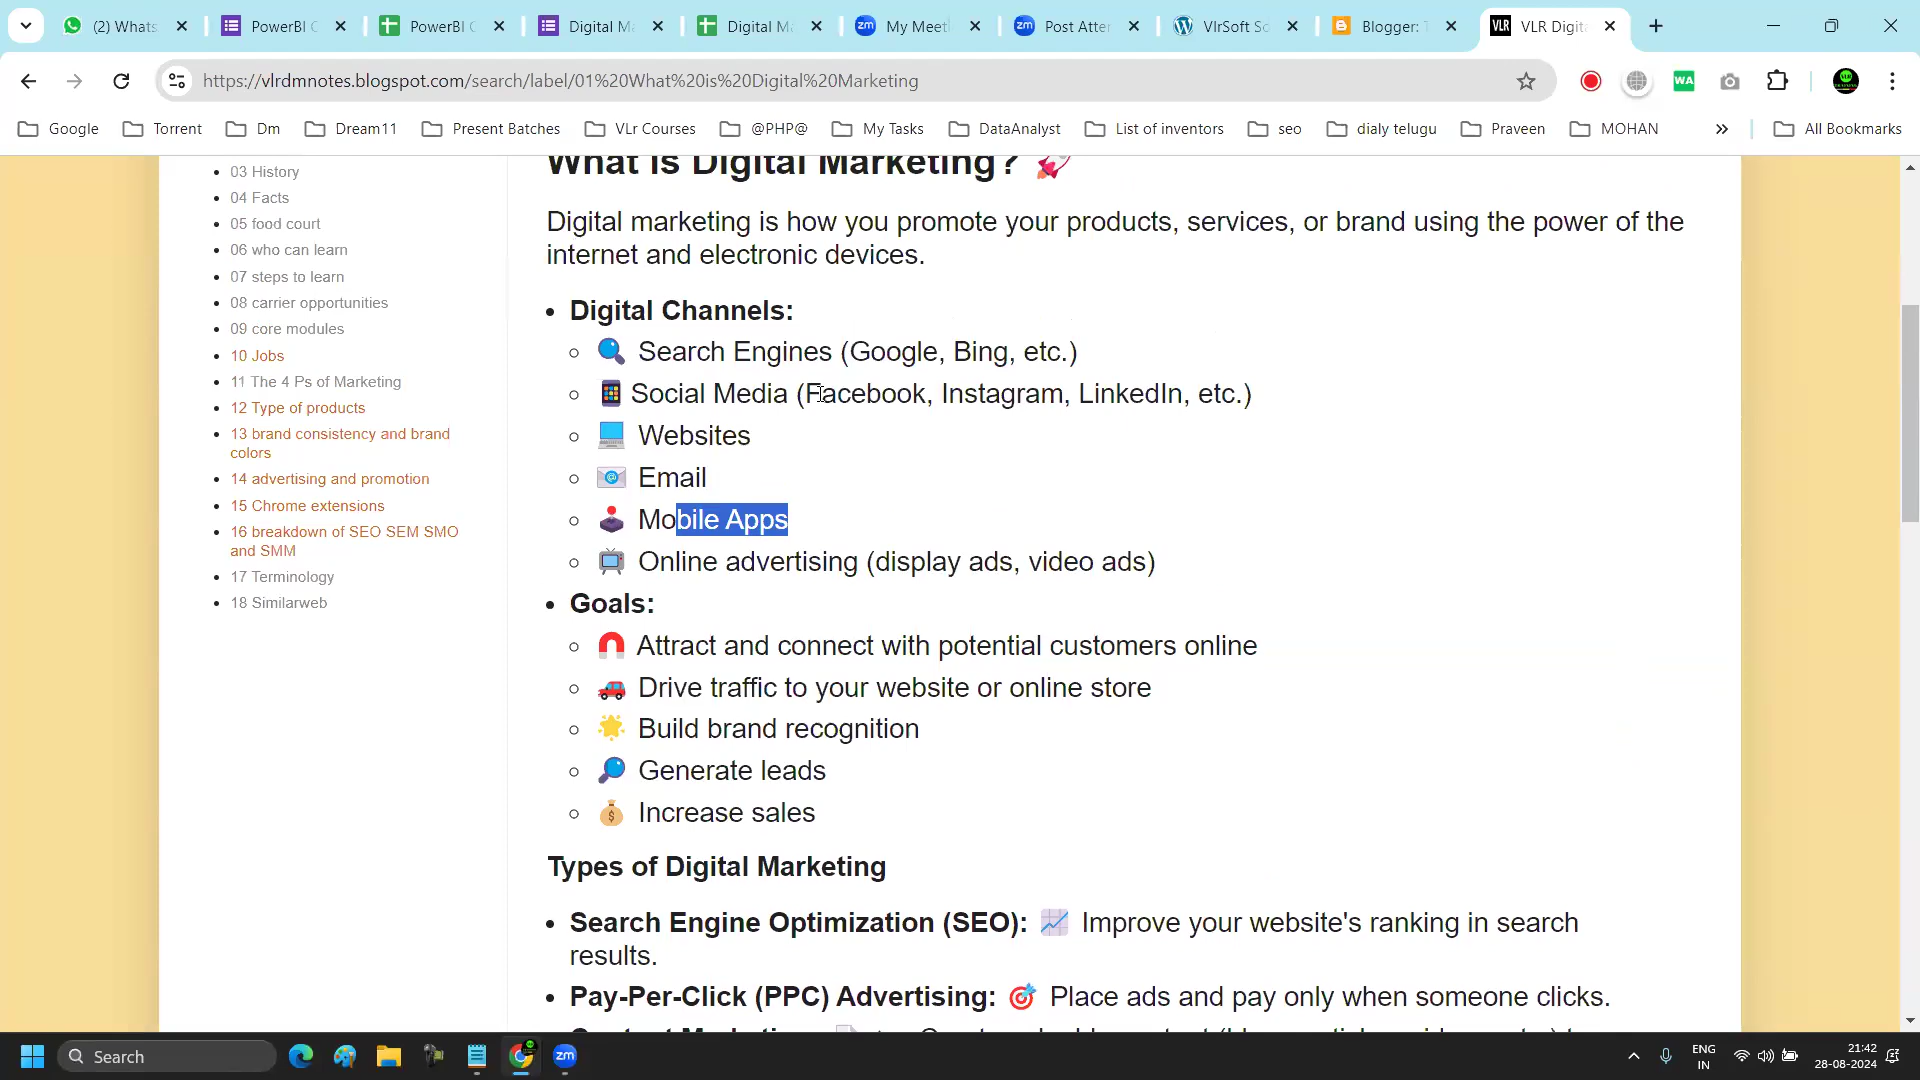 (2) Whats
PowerBI C
PowerBI C
Digital M
Digital M
zm My Meet
zm Post Atter
VlrSoft So
Blogger: T
VLR VLR Digit
https://vlrdmnotes.blogspot.com/search/label/01%20What%20is%20Digital%20Marketing
WA
Google Torrent Dm Dream11 Present Batches VLr Courses @PHP@ My Tasks DataAnalyst List of inventors seo dialy telugu Praveen MOHAN » All Bookmarks
03 History
04 Facts
05 food court
06 who can learn
07 steps to learn
08 carrier opportunities
09 core modules
10 Jobs
11 The 4 Ps of Marketing
12 Type of products
13 brand consistency and brand
colors
14 advertising and promotion
15 Chrome extensions
16 breakdown of SEO SEM SMO
and SMM
17 Terminology
18 Similarweb
What Is Digital Marketing? 🚀
Digital marketing is how you promote your products, services, or brand using the power of the
internet and electronic devices.
Digital Channels:
Search Engines (Google, Bing, etc.)
Social Media (Facebook, Instagram, LinkedIn, etc.)
Websites
Email
Mobile Apps
Online advertising (display ads, video ads)
Goals:
Attract and connect with potential customers online
Drive traffic to your website or online store
Build brand recognition
Generate leads
Increase sales
Types of Digital Marketing
Search Engine Optimization (SEO): 📈 Improve your website's ranking in search
results.
Pay-Per-Click (PPC) Advertising: 🎯 Place ads and pay only when someone clicks.
Search
zm
ENG
IN
21:42
28-08-2024